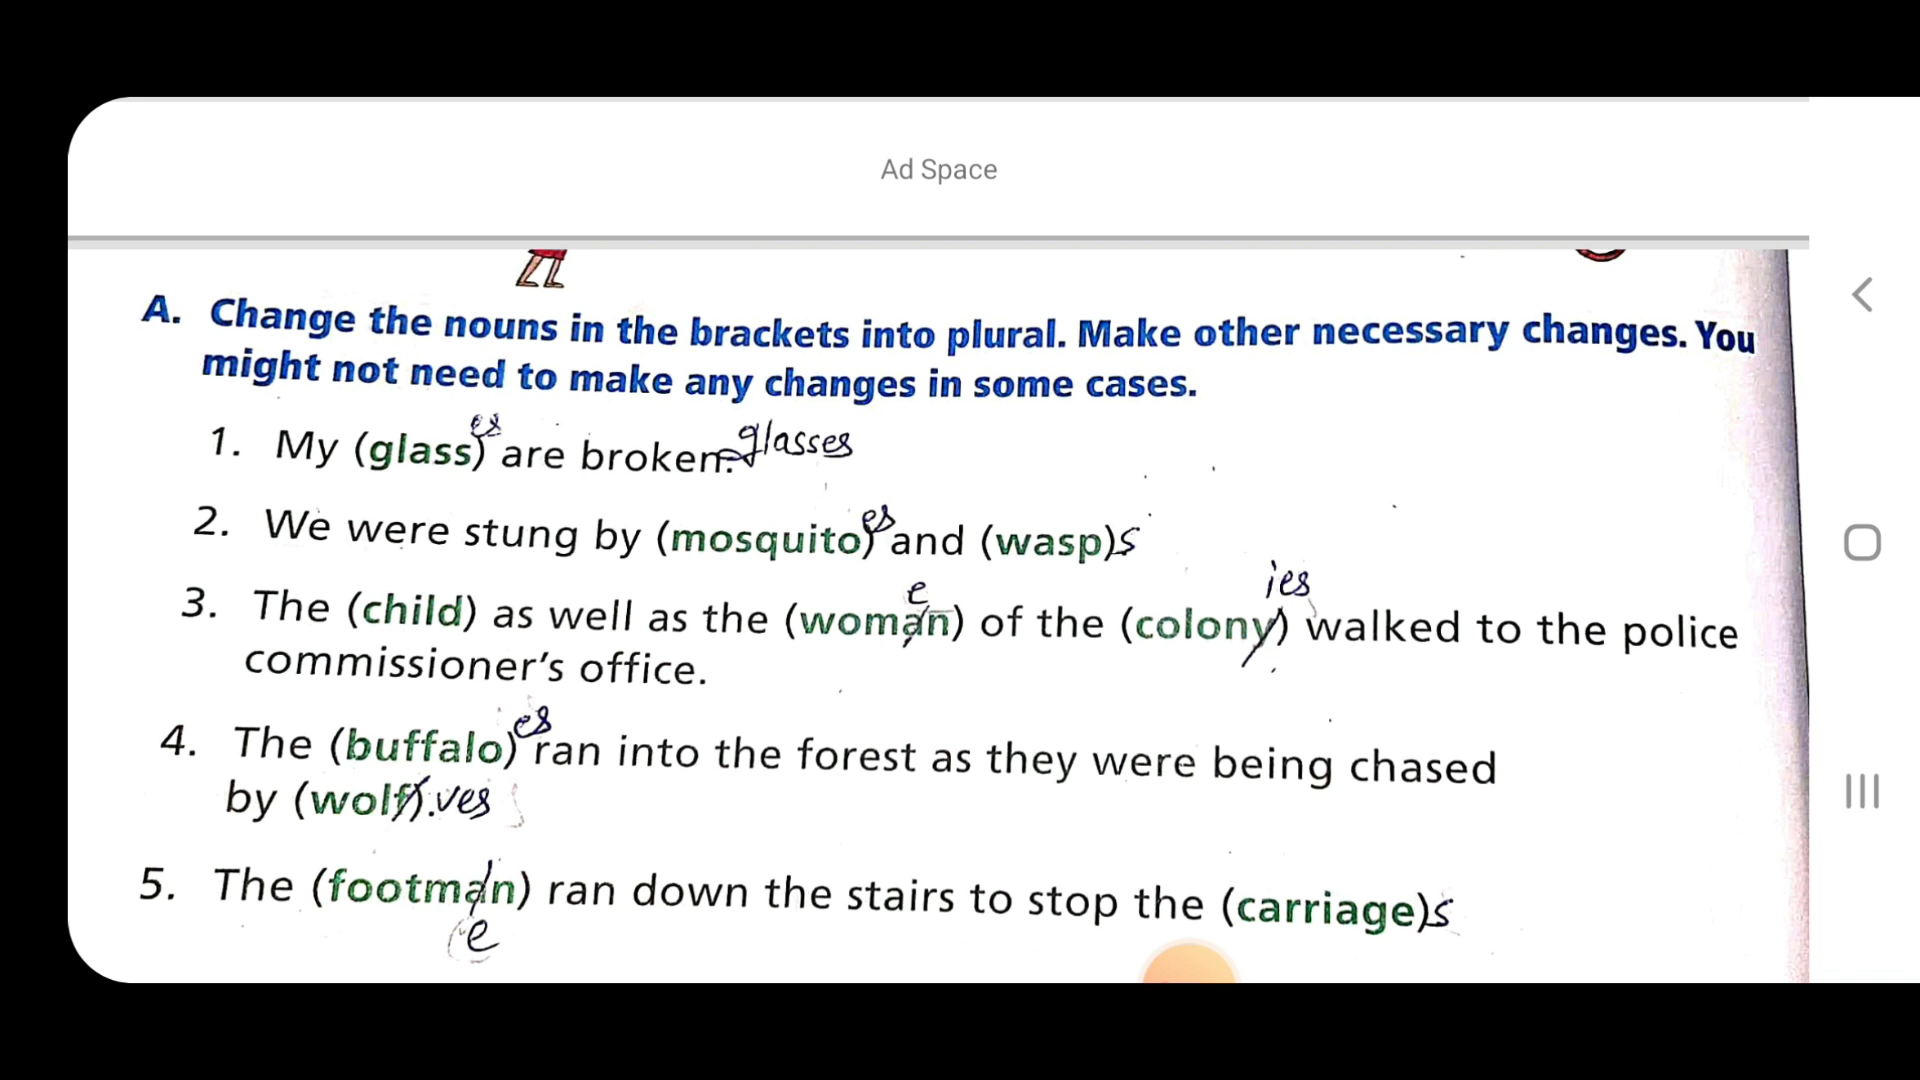 Ad Space
A. Change the nouns in the brackets into plural. Make other necessary changes. You
might not need to make any changes in some cases.
1. My (glass)es are broken. glasses
2. We were stung by (mosquito)es and (wasp)s
3. The (child) as well as the (woman) e of the (colony) ies walked to the police
commissioner's office.
4. The (buffalo)es ran into the forest as they were being chased
by (wolf).ves
5. The (footman) e ran down the stairs to stop the (carriage)s